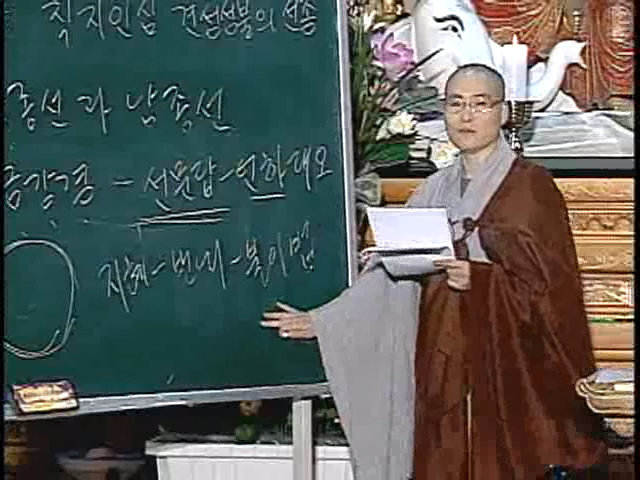 직지인심 견성성불의 선종
종선과 남종선
금강경 - 선문답 - 언하대오
지혜 - 번뇌 - 불이법